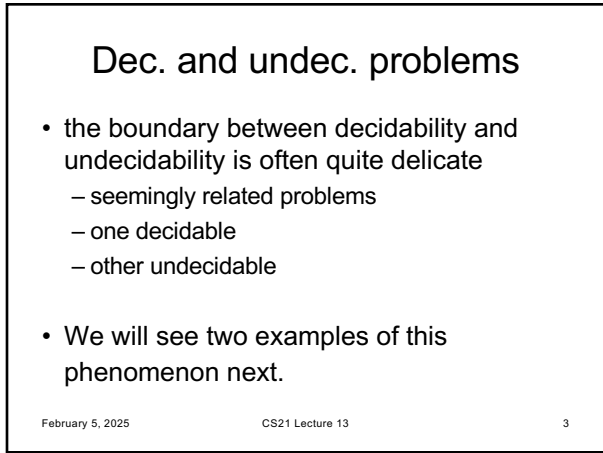 Dec. and undec. problems
• the boundary between decidability and
undecidability is often quite delicate
– seemingly related problems
– one decidable
– other undecidable
• We will see two examples of this
phenomenon next.
February 5, 2025 CS21 Lecture 13 3